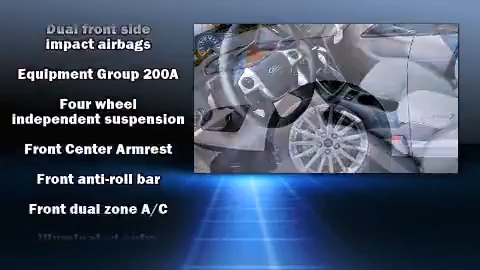 Dual front side
impact airbags
Equipment Group 200A
Four wheel
independent suspension
Front Center Armrest
Front anti-roll bar
Front dual zone A/C